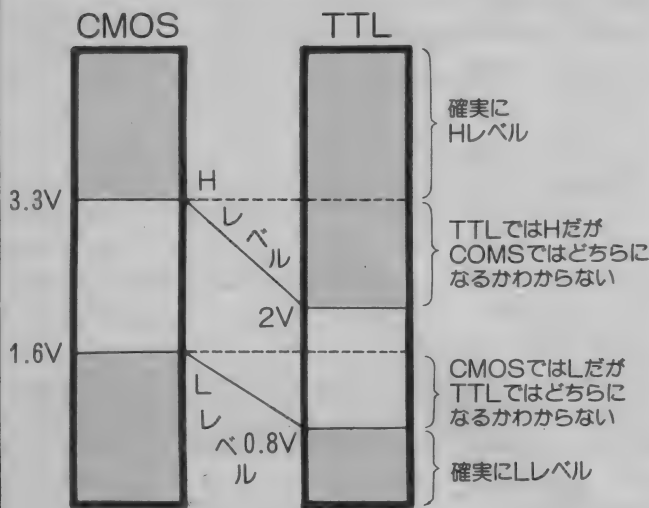 CMOS
TTL
確実に
Hレベル
H
レベル
3.3V
TTLではHだが
COMSではどちらに
なるかわからない
2V
1.6V
CMOSではLだが
TTLではどちらに
なるかわからない
L
レベル
0.8V
確実にLレベル